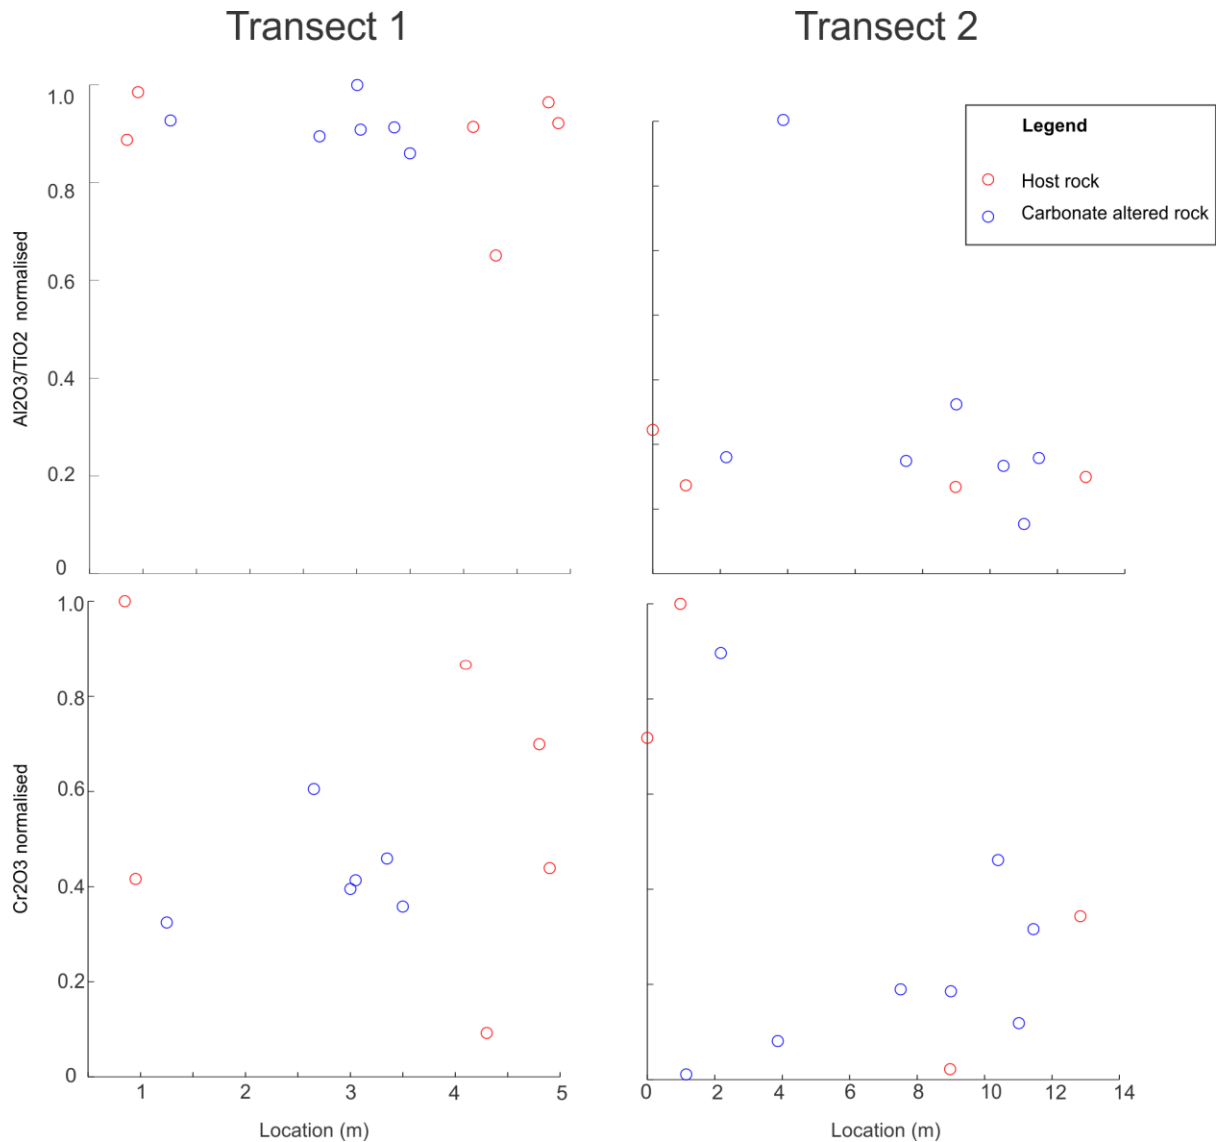 Transect 1
Transect 2
Al2O3/TiO2 normalised
1.0
0.8
0.6
0.4
0.2
0
Legend
Host rock
Carbonate altered rock
Cr2O3 normalised
1.0
0.8
0.6
0.4
0.2
0
1 2 3 4 5
Location (m)
0 2 4 6 8 10 12 14
Location (m)